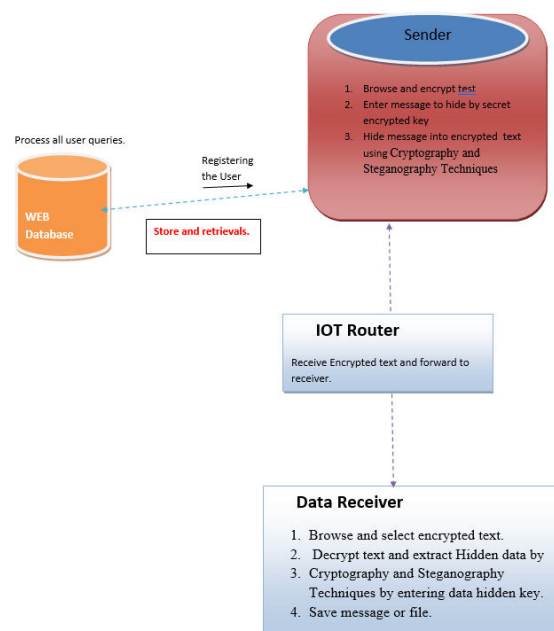 Sender
1. Browse and encrypt test
2. Enter message to hide by secret
encrypted key
3. Hide message into encrypted text
using Cryptography and
Steganography Techniques
Process all user queries.
Registering
the User
WEB
Database
Store and retrievals.
IOT Router
Receive Encrypted text and forward to
receiver.
Data Receiver
1. Browse and select encrypted text.
2. Decrypt text and extract Hidden data by
3. Cryptography and Steganography
Techniques by entering data hidden key.
4. Save message or file.